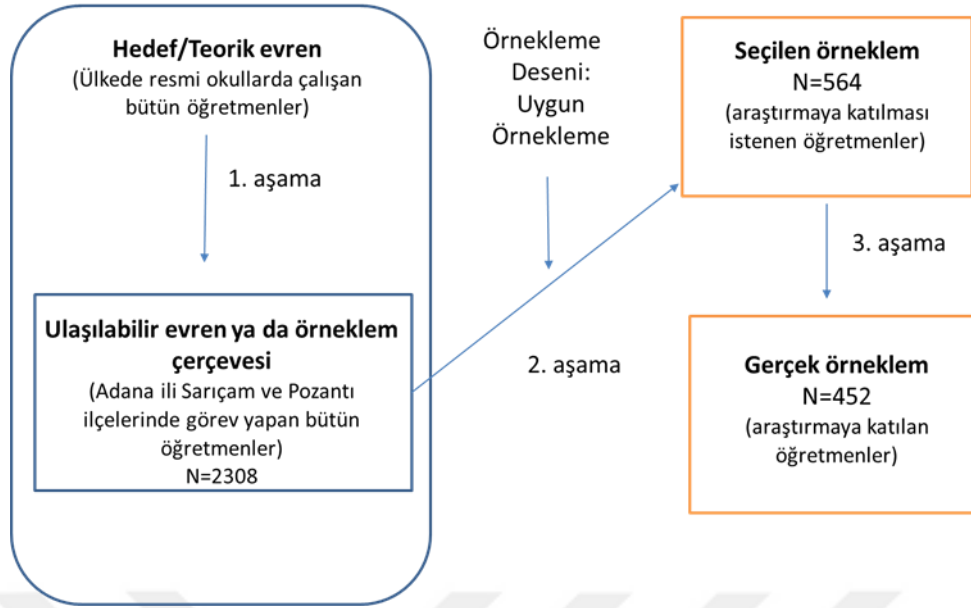 Hedef/Teorik evren
(Ülkede resmi okullarda çalışan
bütün öğretmenler)
1. aşama
Ulaşılabilir evren ya da örneklem
çerçevesi
(Adana ili Sarıçam ve Pozantı
ilçelerinde görev yapan bütün
öğretmenler)
N=2308
Örnekleme
Deseni:
Uygun
Örnekleme
2. aşama
Seçilen örneklem
N=564
(araştırmaya katılması
istenen öğretmenler)
3. aşama
Gerçek örneklem
N=452
(araştırmaya katılan
öğretmenler)